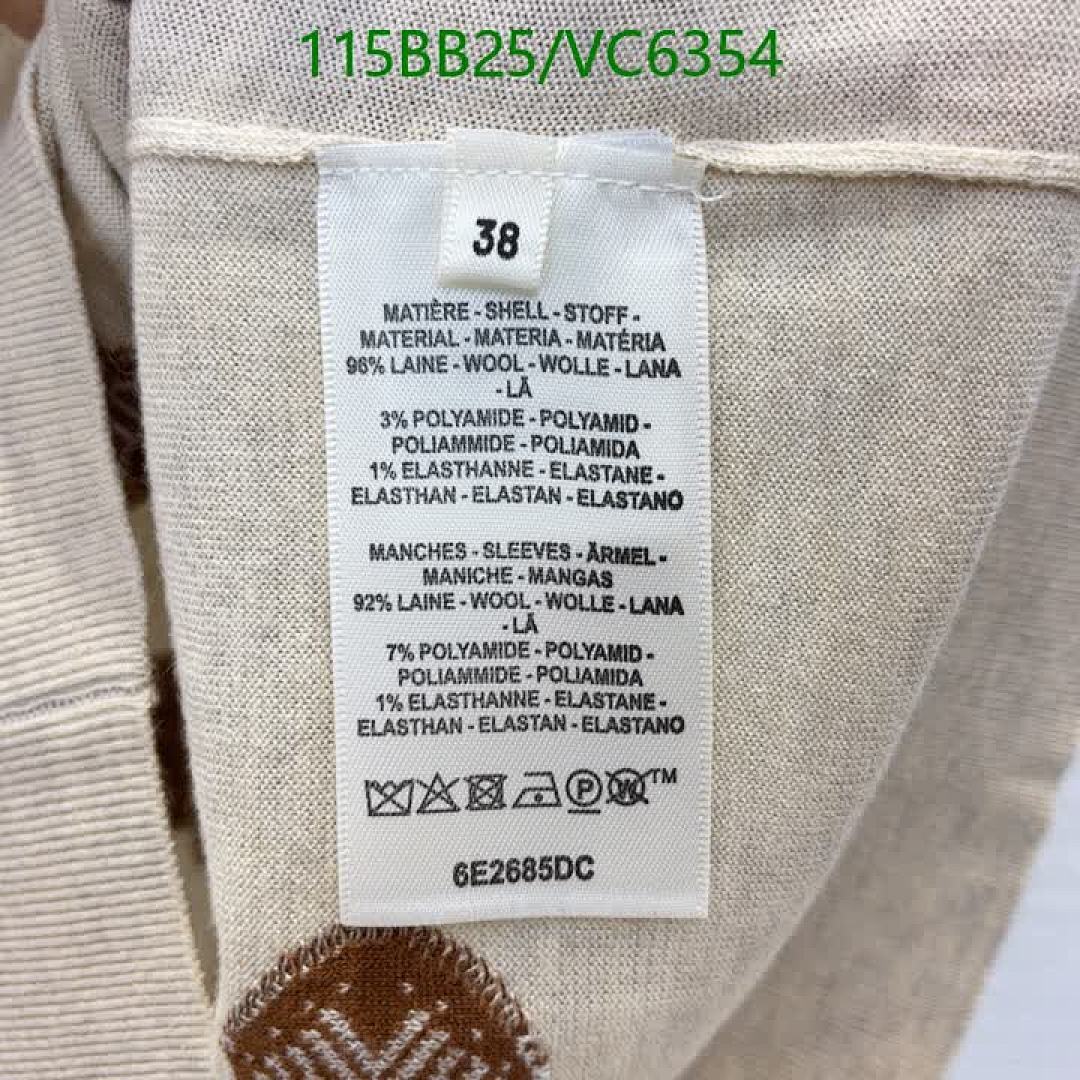 115BB25/VC6354
38
MATIÈRE - SHELL - STOFF -
MATERIAL - MATERIA - MATÉRIA
96% LAINE - WOOL - WOLLE - LANA
- LĂ
3% POLYAMIDE - POLYAMID -
POLIAMMIDE - POLIAMIDA
1% ELASTHANNE - ELASTANE -
ELASTHAN - ELASTAN - ELASTANO
MANCHES - SLEEVES - ÄRMEL -
MANICHE - MANGAS
92% LAINE - WOOL - WOLLE - LANA
- LĂ
7% POLYAMIDE - POLYAMID -
POLIAMMIDE - POLIAMIDA
1% ELASTHANNE - ELASTANE -
ELASTHAN - ELASTAN - ELASTANO
P W TM
6E2685DC